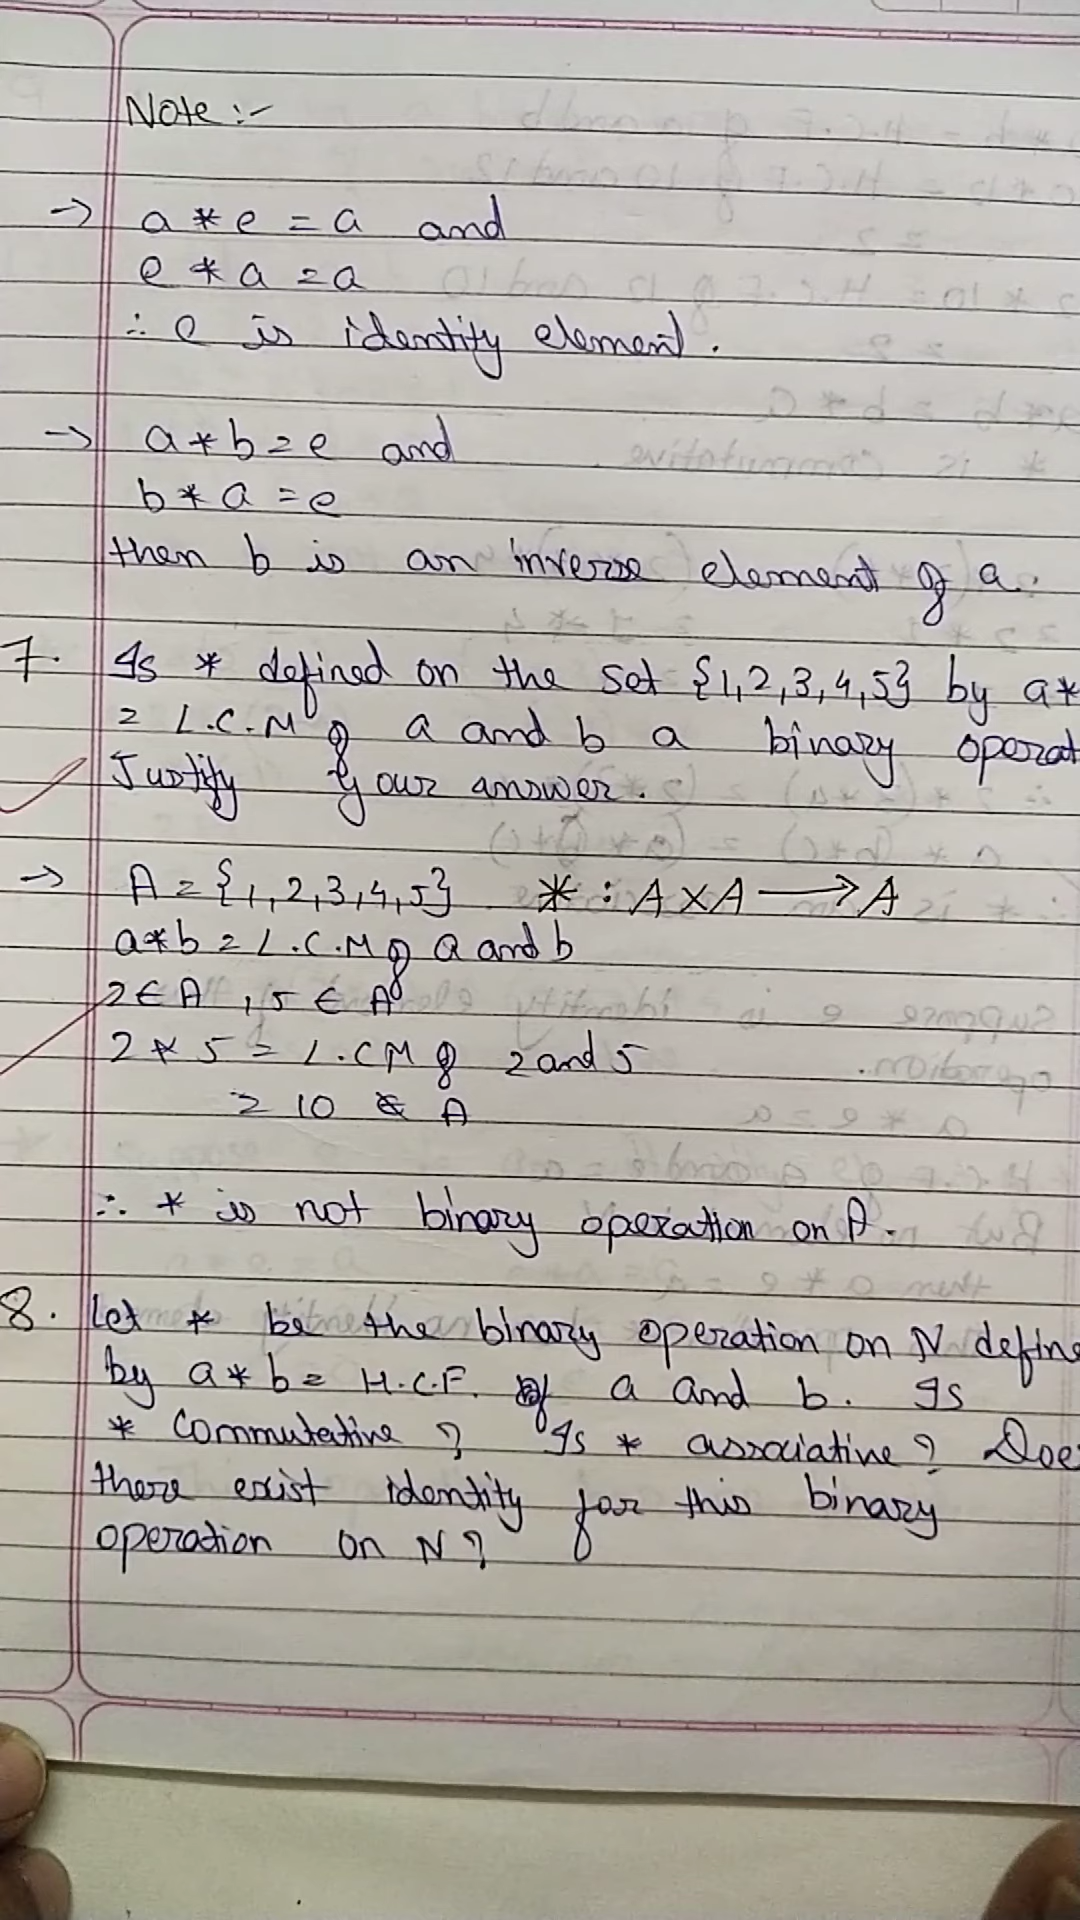 Note :-
→ a * e = a and
e * a = a
∴ e is identity element.
→ a * b = e and
b * a = e
then b is an inverse element of a.
7. Is * defined on the set {1,2,3,4,5} by a*
= L.C.M of a and b a binary operat
Justify your answer.
→ A = {1,2,3,4,5} * : A × A → A
a*b = L.C.M of a and b
2 ∈ A , 5 ∈ A
2 * 5 = L.CM of 2 and 5
= 10 ∉ A
∴ * is not binary operation on A.
8. Let * be the binary operation on N define
by a * b = H.C.F. of a and b. Is
* commutative ? Is * associative ? Doe
there exist identity for this binary
operation on N ?